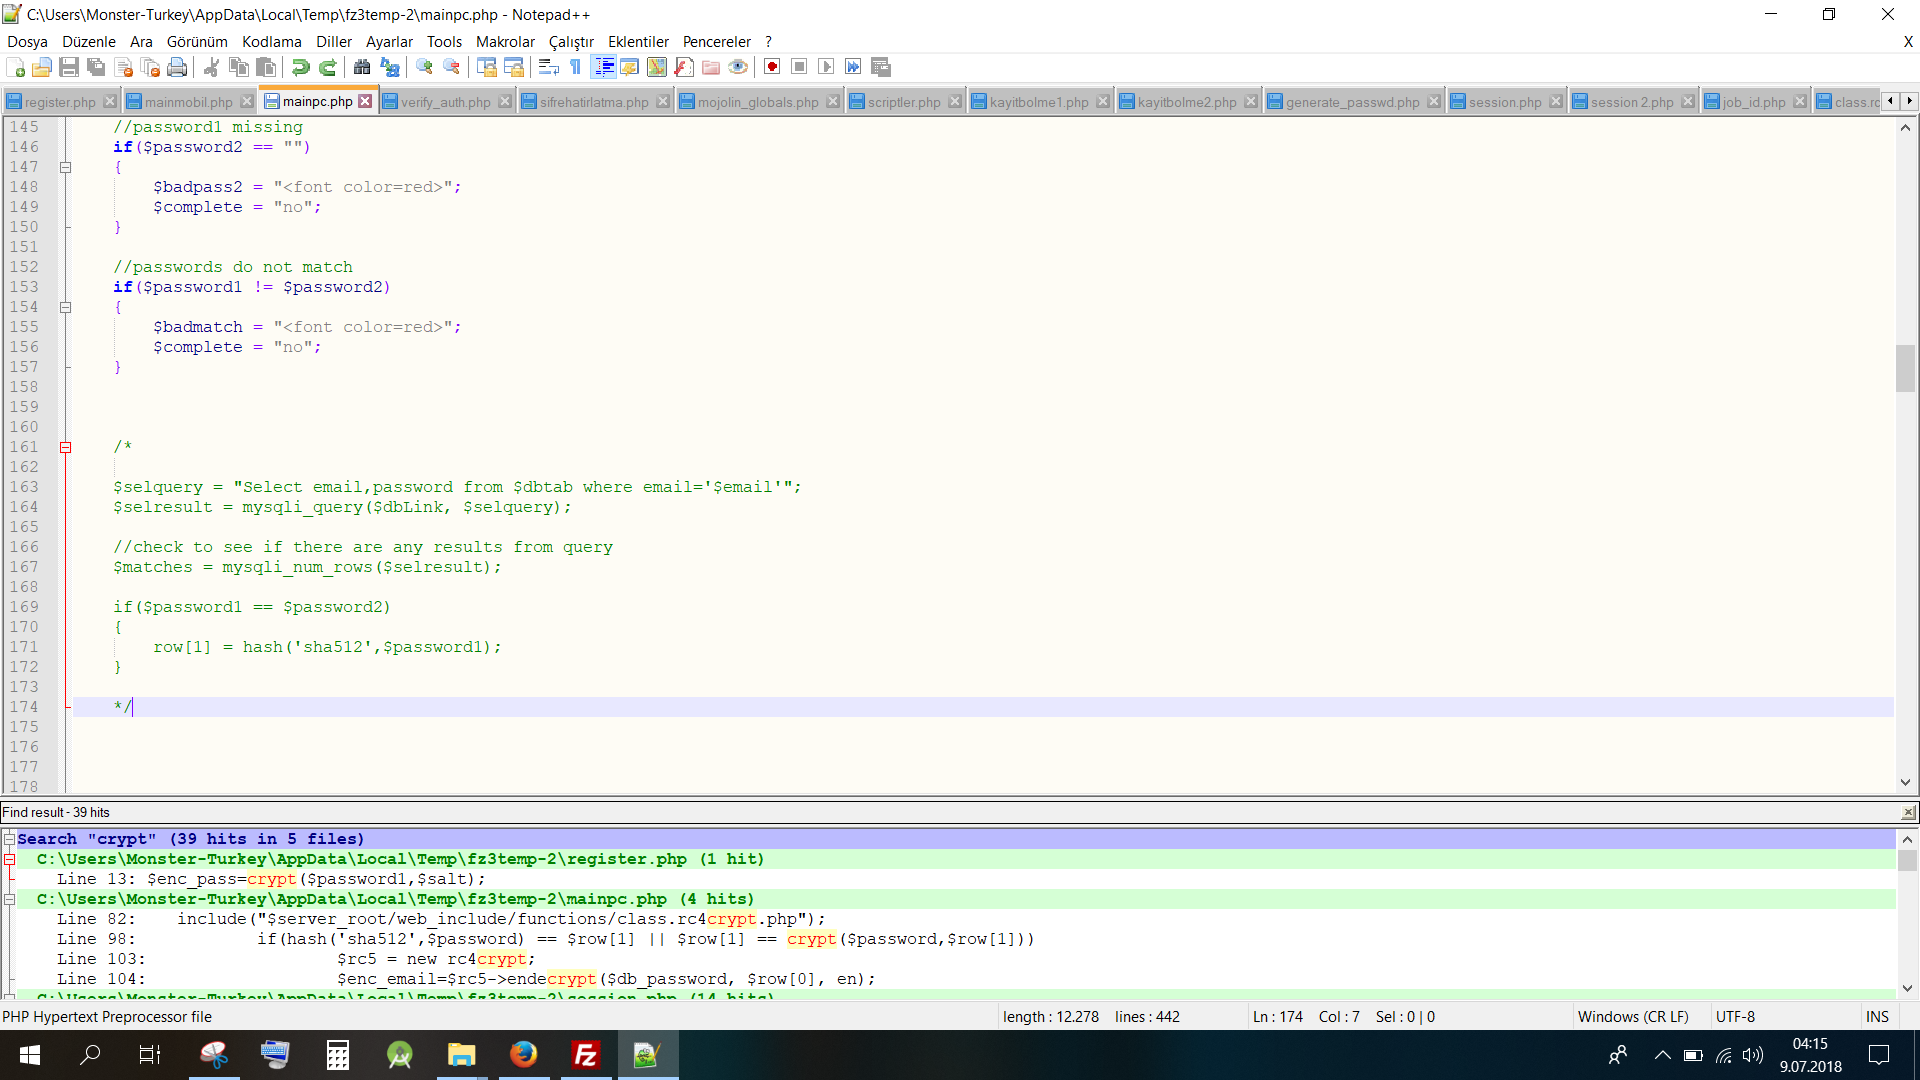 C:\Users\Monster-Turkey\AppData\Local\Temp\fz3temp-2\mainpc.php - Notepad++
Dosya Düzenle Ara Görünüm Kodlama Diller Ayarlar Tools Makrolar Çalıştır Eklentiler Pencereler ? X
register.php mainmobil.php mainpc.php verify_auth.php sifrehatirlatma.php mojolin_globals.php scriptler.php kayitbolme1.php kayitbolme2.php generate_passwd.php session.php session 2.php job_id.php class.rc
145 //password1 missing
146 if($password2 == "")
147 {
148 $badpass2 = "<font color=red>";
149 $complete = "no";
150 }
151
152 //passwords do not match
153 if($password1 != $password2)
154 {
155 $badmatch = "<font color=red>";
156 $complete = "no";
157 }
158
159
160
161 /*
162
163 $selquery = "Select email,password from $dbtab where email='$email'";
164 $selresult = mysqli_query($dbLink, $selquery);
165
166 //check to see if there are any results from query
167 $matches = mysqli_num_rows($selresult);
168
169 if($password1 == $password2)
170 {
171 row[1] = hash('sha512',$password1);
172 }
173
174 */
175
176
177
178
Find result - 39 hits
Search "crypt" (39 hits in 5 files)
C:\Users\Monster-Turkey\AppData\Local\Temp\fz3temp-2\register.php (1 hit)
Line 13: $enc_pass=crypt($password1,$salt);
C:\Users\Monster-Turkey\AppData\Local\Temp\fz3temp-2\mainpc.php (4 hits)
Line 82: include("$server_root/web_include/functions/class.rc4crypt.php");
Line 98: if(hash('sha512',$password) == $row[1] || $row[1] == crypt($password,$row[1]))
Line 103: $rc5 = new rc4crypt;
Line 104: $enc_email=$rc5->endecrypt($db_password, $row[0], en);
C:\Users\Monster-Turkey\AppData\Local\Temp\fz3temp-2\session.php (14 hits)
PHP Hypertext Preprocessor file length : 12.278 lines : 442 Ln : 174 Col : 7 Sel : 0 | 0 Windows (CR LF) UTF-8 INS
04:15
9.07.2018